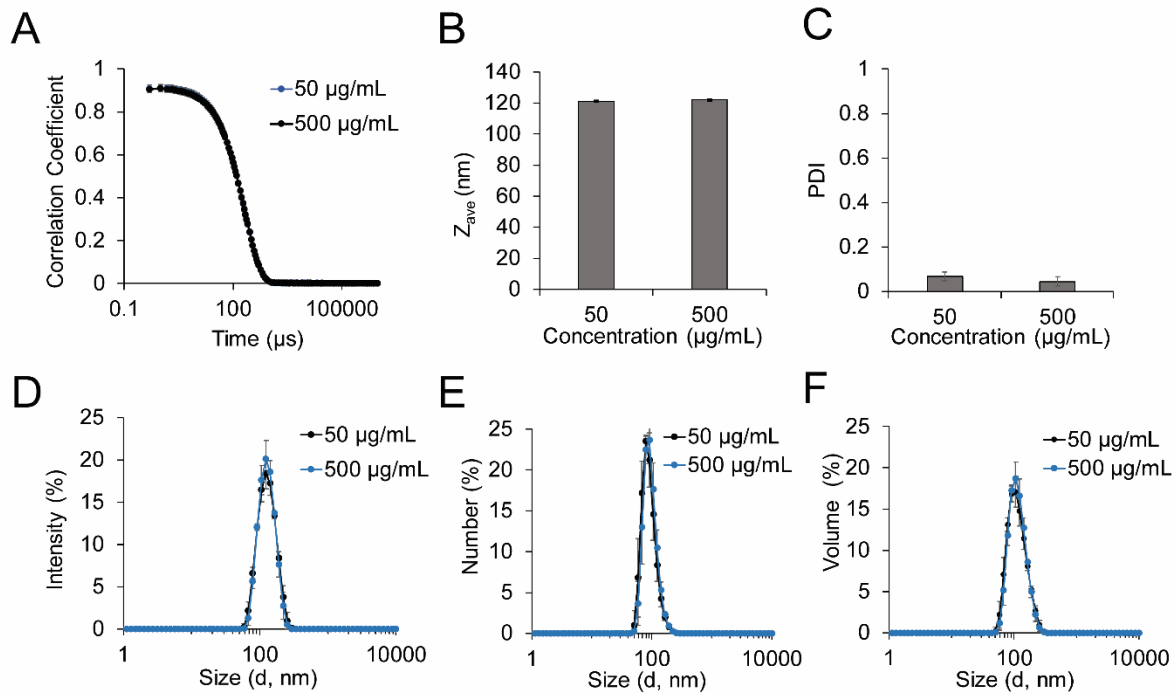 A
Correlation Coefficient
1
0.8
0.6
0.4
0.2
0
0.1
100
100000
Time (µs)
50 µg/mL
500 µg/mL
B
Zave (nm)
140
120
100
80
60
40
20
0
50
500
Concentration (µg/mL)
C
PDI
1
0.8
0.6
0.4
0.2
0
50
500
Concentration (µg/mL)
D
Intensity (%)
25
20
15
10
5
0
1
100
10000
Size (d, nm)
50 µg/mL
500 µg/mL
E
Number (%)
25
20
15
10
5
0
1
100
10000
Size (d, nm)
50 µg/mL
500 µg/mL
F
Volume (%)
25
20
15
10
5
0
1
100
10000
Size (d, nm)
50 µg/mL
500 µg/mL